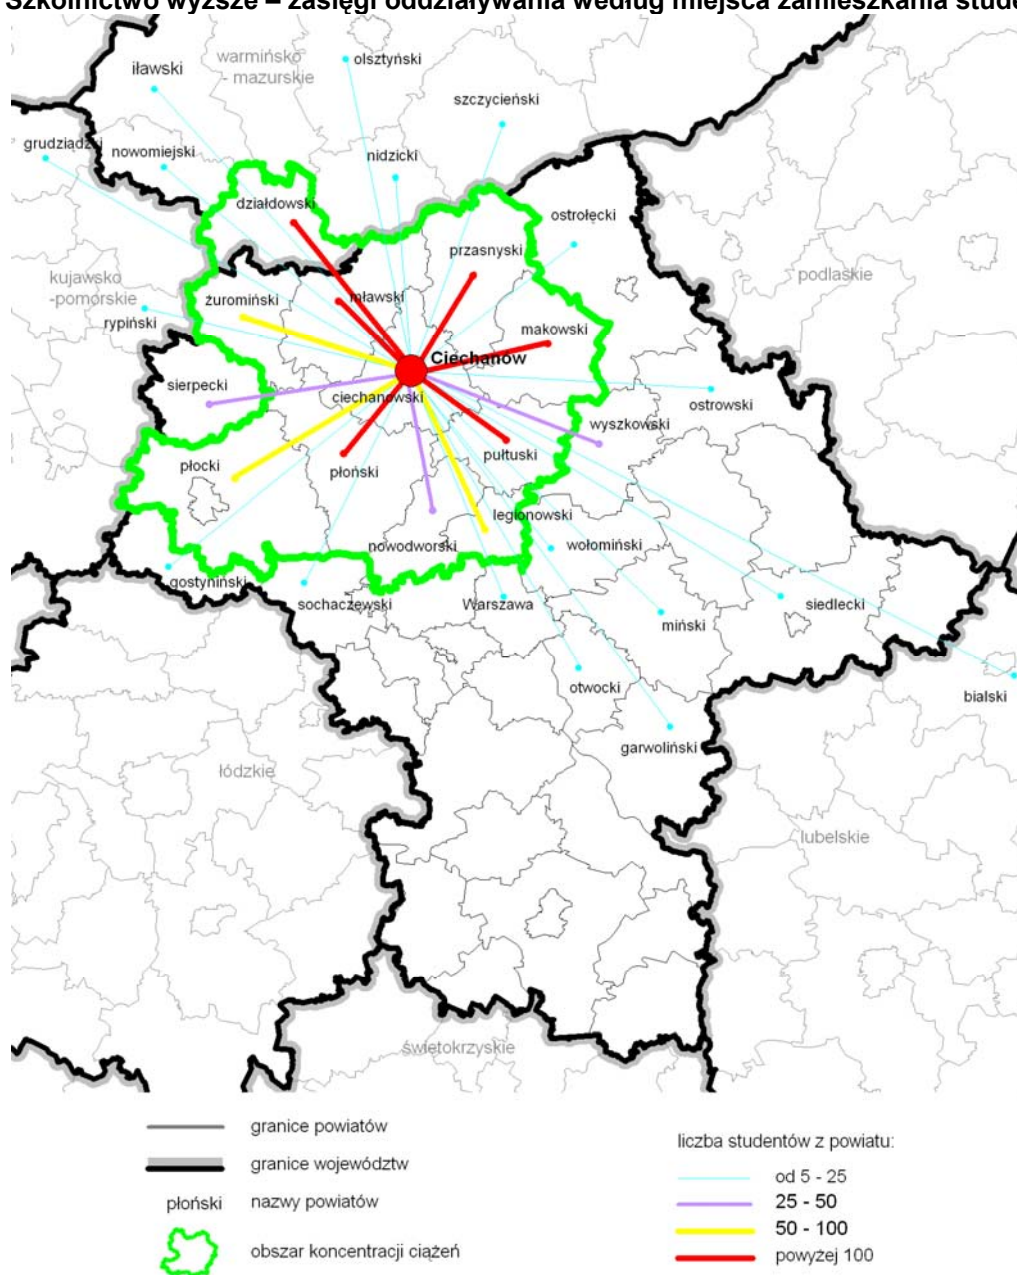 Szkolnictwo wyższe – zasięgi oddziaływania według miejsca zamieszkania stude
warmińsko
- mazurskie
olsztyński
iławski
szczycieński
grudziądzki
nowomiejski
nidzicki
działdowski
ostrołęcki
przasnyski
kujawsko
-pomorskie
podlaskie
żuromiński
mławski
rypiński
makowski
Ciechanów
sierpecki
ciechanowski
ostrowski
wyszkowski
płocki
płoński
pułtuski
legionowski
nowodworski
wołomiński
gostyniński
sochaczewski
Warszawa
siedlecki
miński
otwocki
bialski
garwoliński
łódzkie
lubelskie
świetokrzyskie
granice powiatów
granice województw
płoński nazwy powiatów
obszar koncentracji ciążeń
liczba studentów z powiatu:
od 5 - 25
25 - 50
50 - 100
powyżej 100